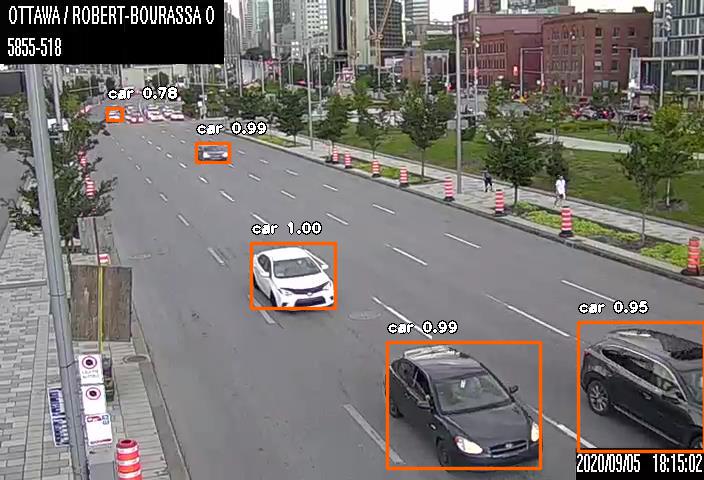 OTTAWA / ROBERT-BOURASSA O
5855-518
car 0.78
car 0.99
car 1.00
car 0.95
car 0.99
2020/09/05 18:15:02